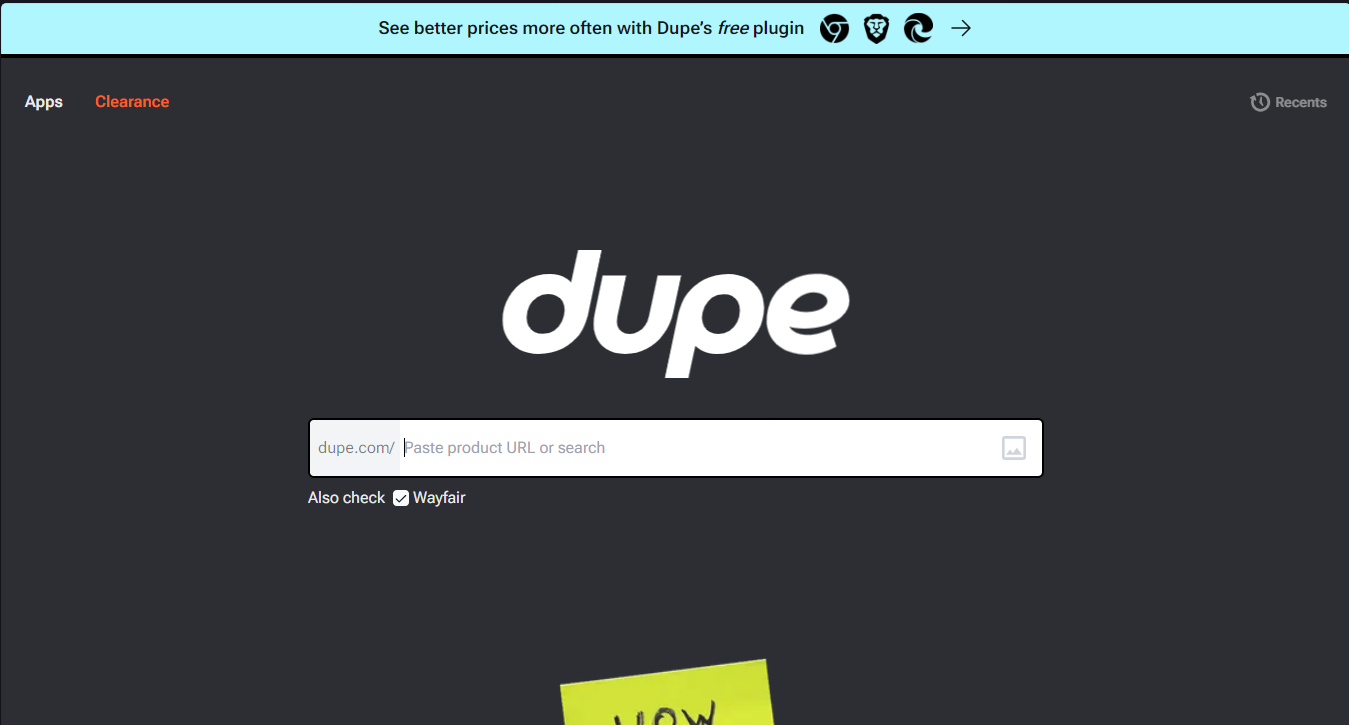 See better prices more often with Dupe's free plugin
Apps
Clearance
Recents
dupe
dupe.com/
Paste product URL or search
Also check
Wayfair
HOW